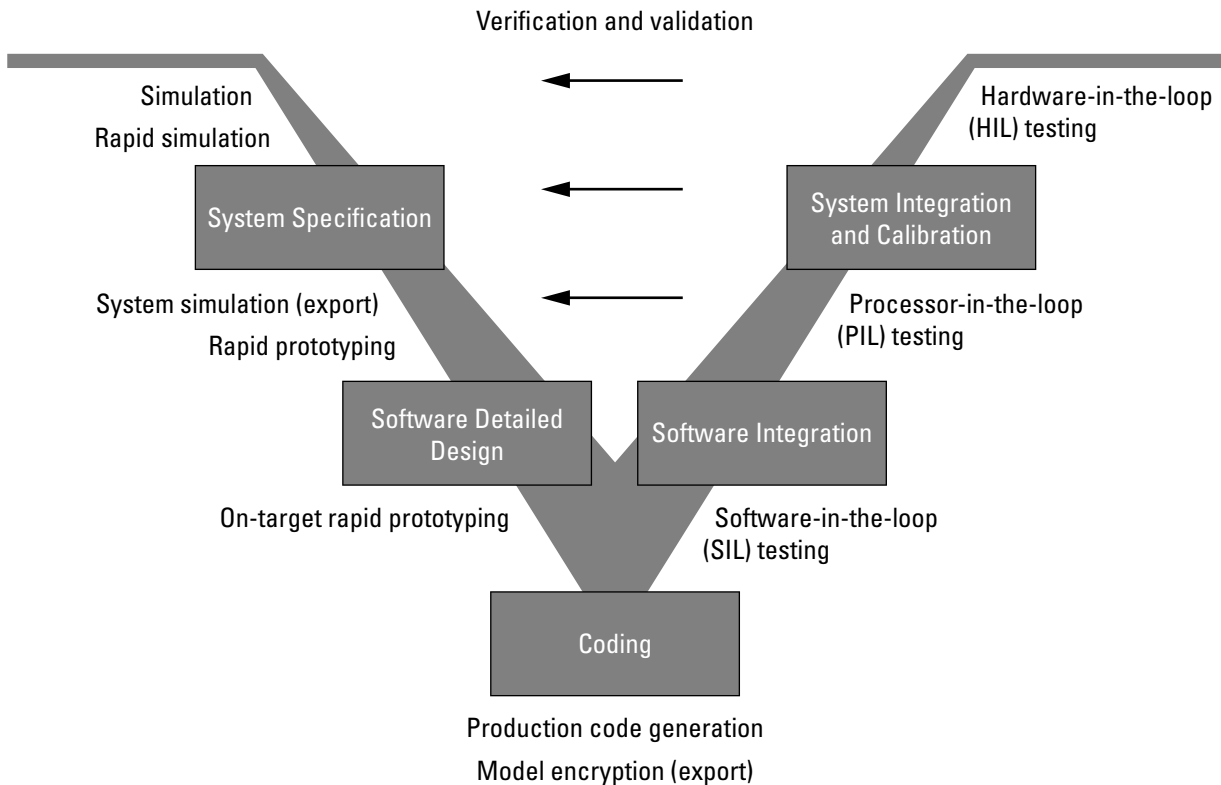 Verification and validation
Simulation
Rapid simulation
Hardware-in-the-loop
(HIL) testing
System Specification
System Integration
and Calibration
System simulation (export)
Rapid prototyping
Processor-in-the-loop
(PIL) testing
Software Detailed
Design
Software Integration
On-target rapid prototyping
Software-in-the-loop
(SIL) testing
Coding
Production code generation
Model encryption (export)